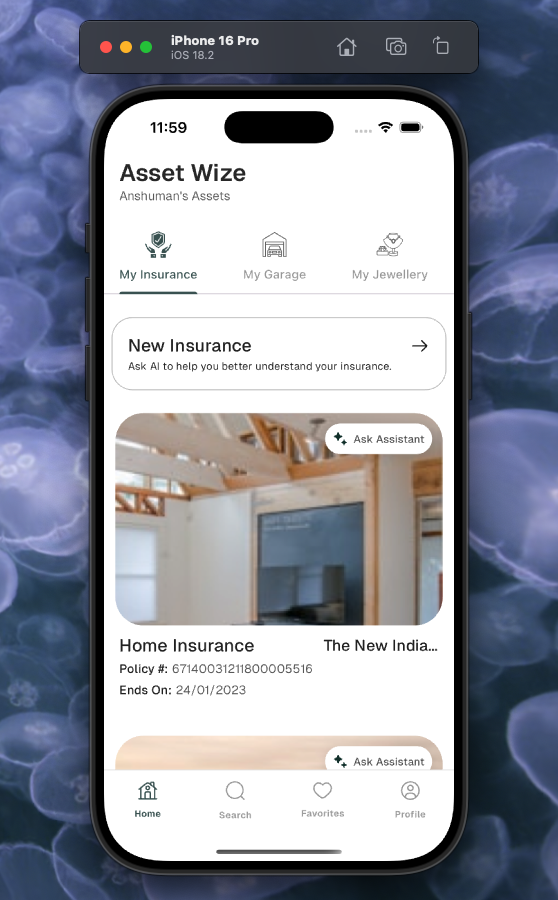 iPhone 16 Pro
iOS 18.2
11:59
Asset Wize
Anshuman's Assets
My Insurance
My Garage
My Jewellery
New Insurance
Ask AI to help you better understand your insurance.
Ask Assistant
Home Insurance
The New India...
Policy #: 67140031211800005516
Ends On: 24/01/2023
Ask Assistant
Home
Search
Favorites
Profile